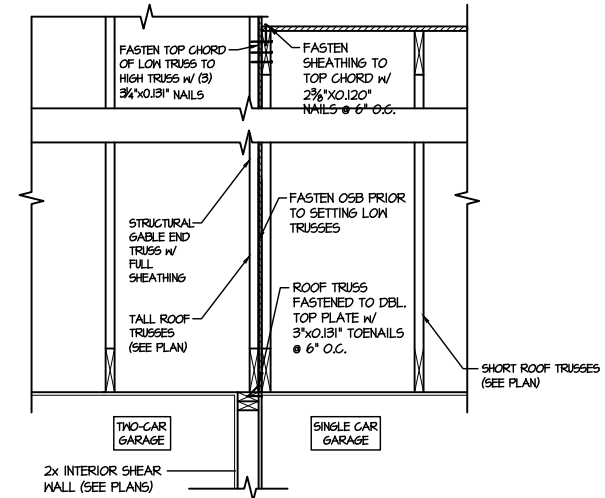 FASTEN TOP CHORD
OF LOW TRUSS TO
HIGH TRUSS W/ (3)
3¼"X0.131" NAILS
FASTEN
SHEATHING TO
TOP CHORD W/
2⅜"X0.120"
NAILS @ 6" O.C.
STRUCTURAL
GABLE END
TRUSS W/
FULL
SHEATHING
FASTEN OSB PRIOR
TO SETTING LOW
TRUSSES
TALL ROOF
TRUSSES
(SEE PLAN)
ROOF TRUSS
FASTENED TO DBL.
TOP PLATE W/
3"X0.131" TOENAILS
@ 6" O.C.
SHORT ROOF TRUSSES
(SEE PLAN)
TWO-CAR
GARAGE
SINGLE CAR
GARAGE
2x INTERIOR SHEAR
WALL (SEE PLANS)